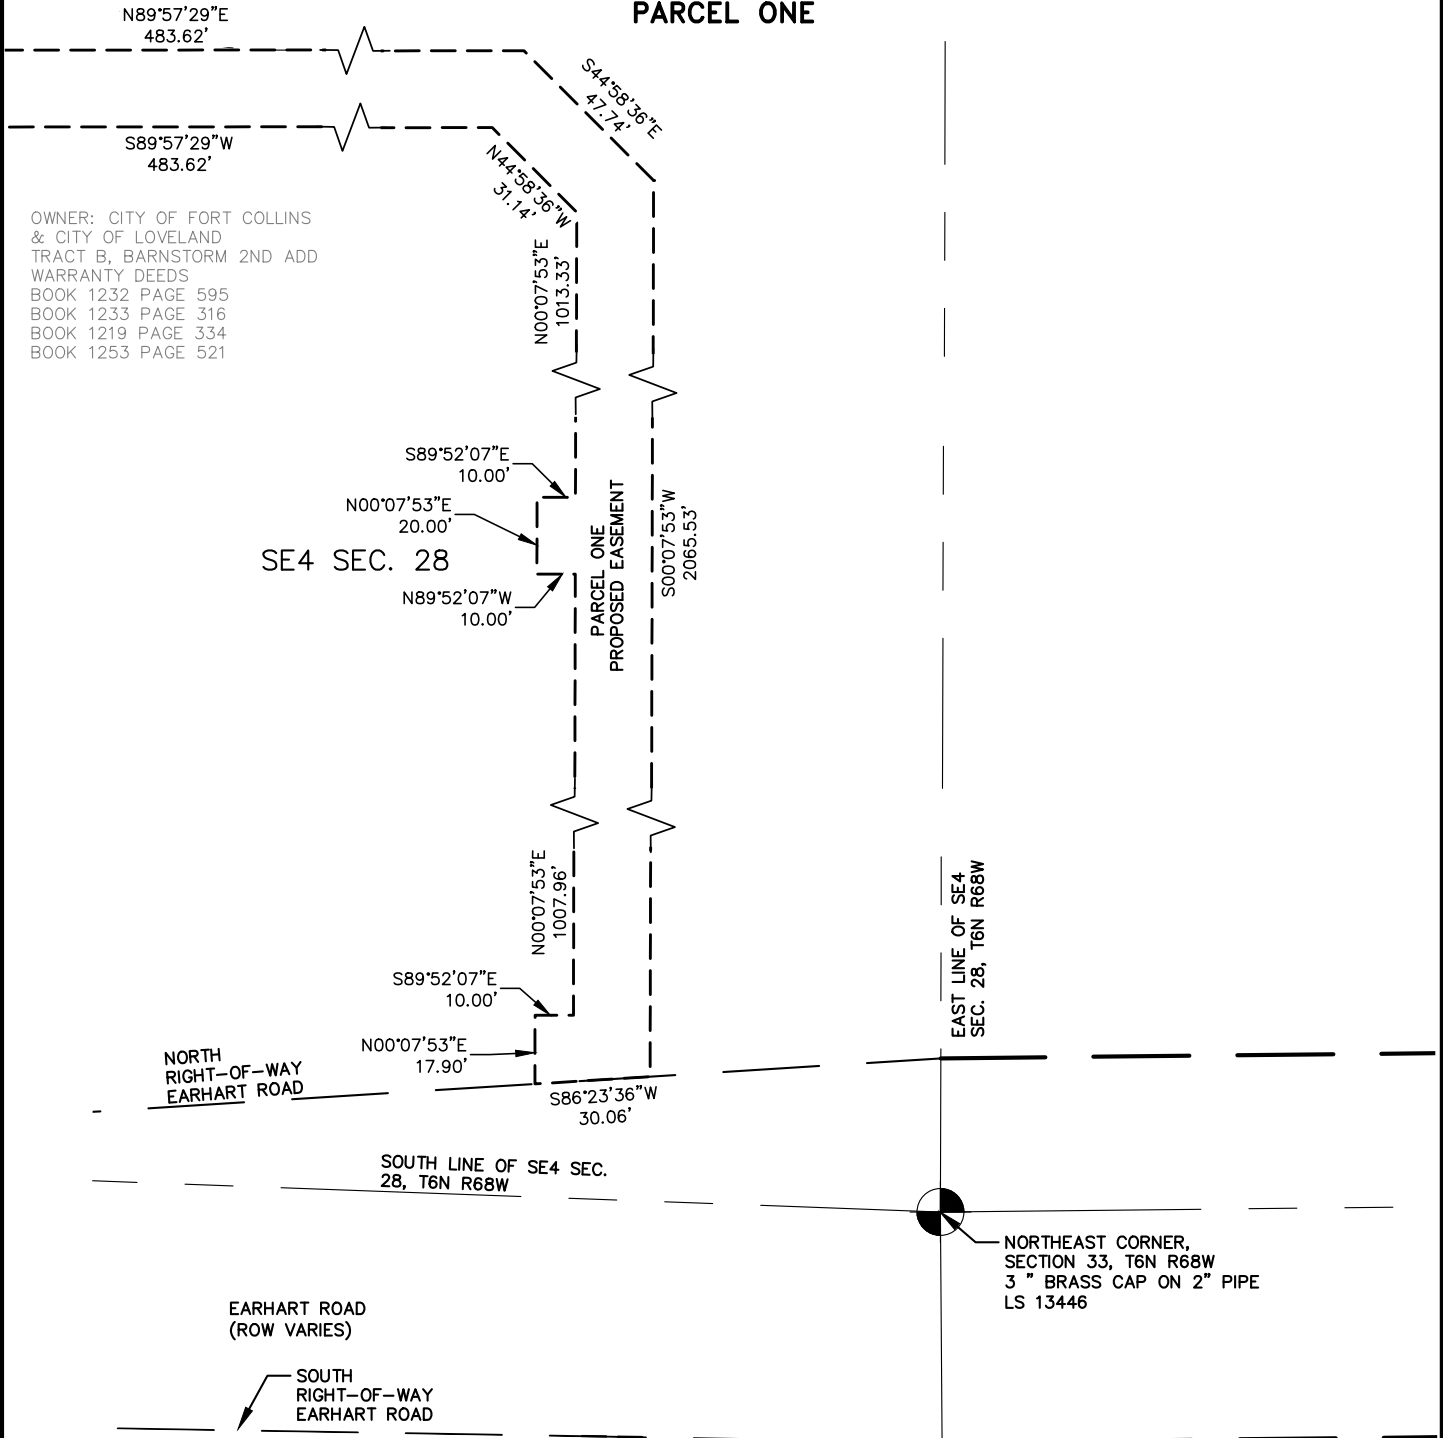 PARCEL ONE
N89°57'29"E
483.62'
S44°58'36"E
47.74'
S89°57'29"W
483.62'
N44°58'36"W
31.14'
OWNER: CITY OF FORT COLLINS
& CITY OF LOVELAND
TRACT B, BARNSTORM 2ND ADD
WARRANTY DEEDS
BOOK 1232 PAGE 595
BOOK 1233 PAGE 316
BOOK 1219 PAGE 334
BOOK 1253 PAGE 521
N00°07'53"E
1013.33'
S89°52'07"E
10.00'
N00°07'53"E
20.00'
SE4 SEC. 28
N89°52'07"W
10.00'
PARCEL ONE
PROPOSED EASEMENT
S00°07'53"W
2065.53'
N00°07'53"E
1007.96'
EAST LINE OF SE4
SEC. 28, T6N R68W
S89°52'07"E
10.00'
N00°07'53"E
17.90'
NORTH
RIGHT-OF-WAY
EARHART ROAD
S86°23'36"W
30.06'
SOUTH LINE OF SE4 SEC.
28, T6N R68W
NORTHEAST CORNER,
SECTION 33, T6N R68W
3 " BRASS CAP ON 2" PIPE
LS 13446
EARHART ROAD
(ROW VARIES)
SOUTH
RIGHT-OF-WAY
EARHART ROAD